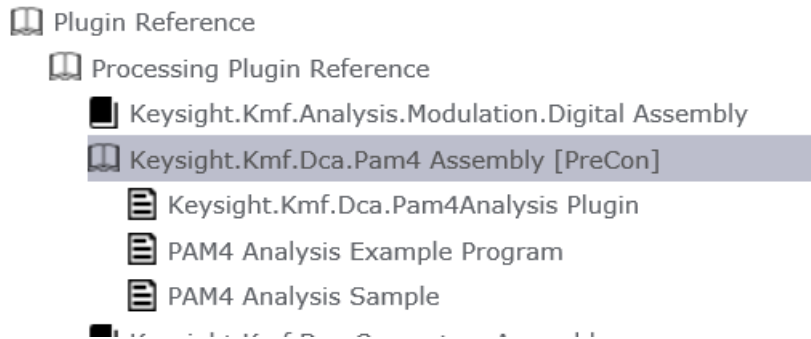 Plugin Reference
Processing Plugin Reference
Keysight.Kmf.Analysis.Modulation.Digital Assembly
Keysight.Kmf.Dca.Pam4 Assembly [PreCon]
Keysight.Kmf.Dca.Pam4Analysis Plugin
PAM4 Analysis Example Program
PAM4 Analysis Sample